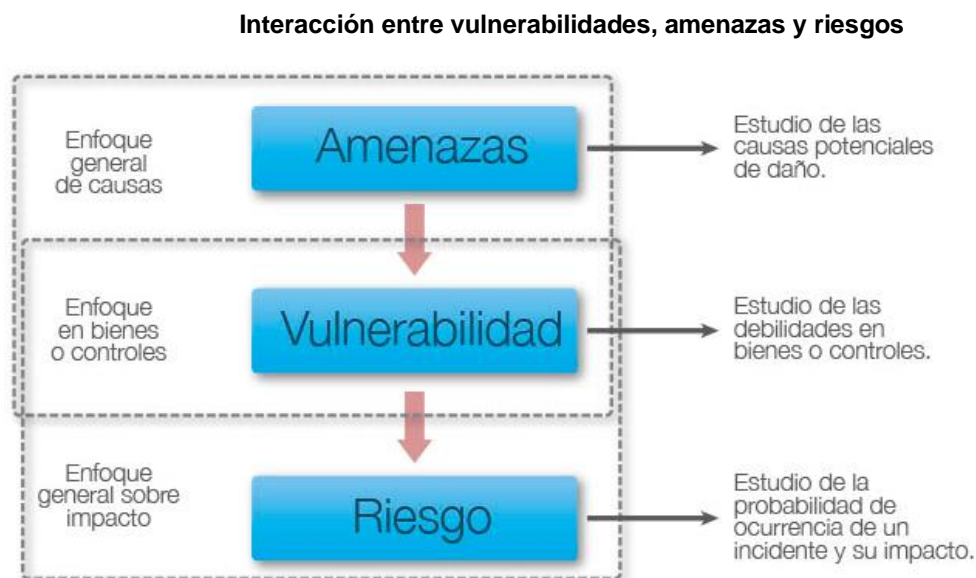 Interacción entre vulnerabilidades, amenazas y riesgos
Enfoque
general
de causas
Amenazas
Estudio de las
causas potenciales
de daño.
Enfoque
en bienes
o controles
Vulnerabilidad
Estudio de las
debilidades en
bienes o controles.
Enfoque
general sobre
impacto
Riesgo
Estudio de la
probabilidad de
ocurrencia de un
incidente y su impacto.